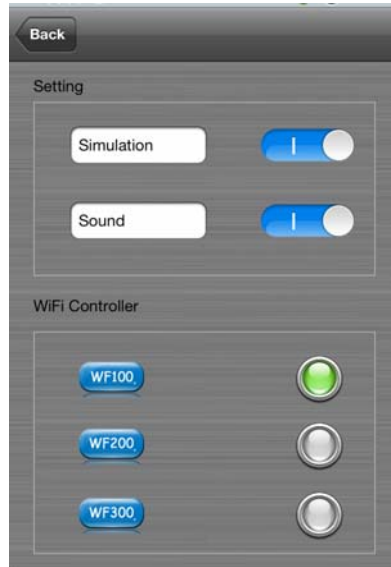 Back
Setting
Simulation
Sound
WiFi Controller
WF100
WF200
WF300